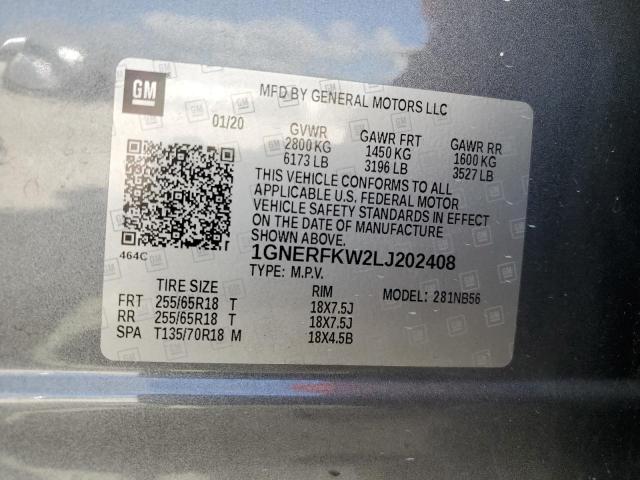 GM
MFD BY GENERAL MOTORS LLC
01/20
GVWR
2800 KG
6173 LB
GAWR FRT
1450 KG
3196 LB
GAWR RR
1600 KG
3527 LB
THIS VEHICLE CONFORMS TO ALL
APPLICABLE U.S. FEDERAL MOTOR
VEHICLE SAFETY STANDARDS IN EFFECT
ON THE DATE OF MANUFACTURE
SHOWN ABOVE.
464C
1GNERFKW2LJ202408
TYPE: M.P.V.
TIRE SIZE RIM MODEL: 281NB56
FRT 255/65R18 T 18X7.5J
RR 255/65R18 T 18X7.5J
SPA T135/70R18 M 18X4.5B